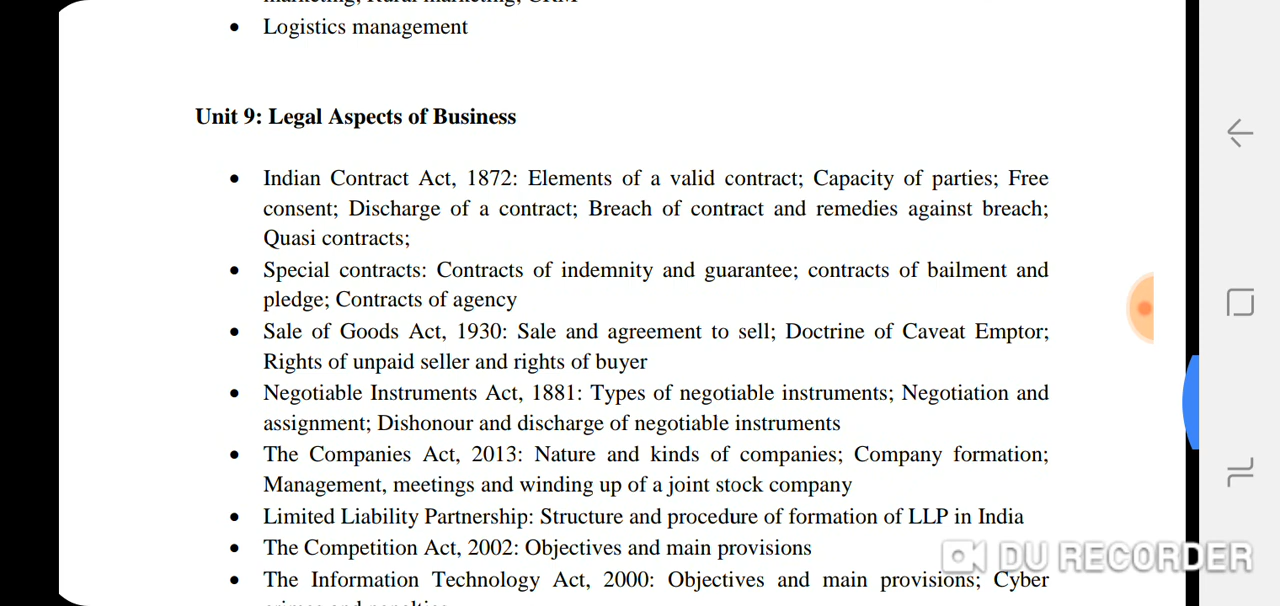 marketing, Rural marketing, CRM
• Logistics management
Unit 9: Legal Aspects of Business
• Indian Contract Act, 1872: Elements of a valid contract; Capacity of parties; Free
consent; Discharge of a contract; Breach of contract and remedies against breach;
Quasi contracts;
• Special contracts: Contracts of indemnity and guarantee; contracts of bailment and
pledge; Contracts of agency
• Sale of Goods Act, 1930: Sale and agreement to sell; Doctrine of Caveat Emptor;
Rights of unpaid seller and rights of buyer
• Negotiable Instruments Act, 1881: Types of negotiable instruments; Negotiation and
assignment; Dishonour and discharge of negotiable instruments
• The Companies Act, 2013: Nature and kinds of companies; Company formation;
Management, meetings and winding up of a joint stock company
• Limited Liability Partnership: Structure and procedure of formation of LLP in India
• The Competition Act, 2002: Objectives and main provisions
DU RECORDER
• The Information Technology Act, 2000: Objectives and main provisions; Cyber